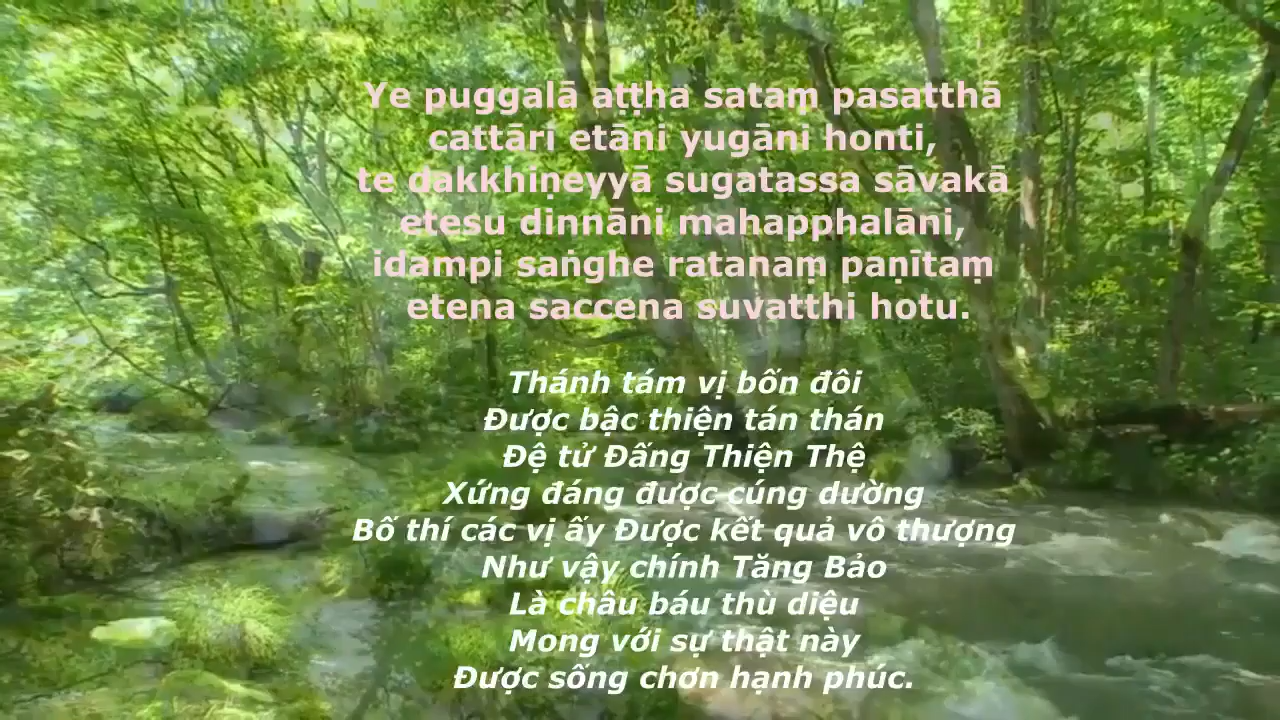 Ye puggalā aṭṭha sataṃ pasatthā
cattāri etāni yugāni honti,
te dakkhiṇeyyā sugatassa sāvakā
etesu dinnāni mahapphalāni,
idampi saṅghe ratanaṃ paṇītaṃ
etena saccena suvatthi hotu.
Thánh tám vị bốn đôi
Được bậc thiện tán thán
Đệ tử Đấng Thiện Thệ
Xứng đáng được cúng dường
Bố thí các vị ấy Được kết quả vô thượng
Như vậy chính Tăng Bảo
Là châu báu thù diệu
Mong với sự thật này
Được sống chơn hạnh phúc.